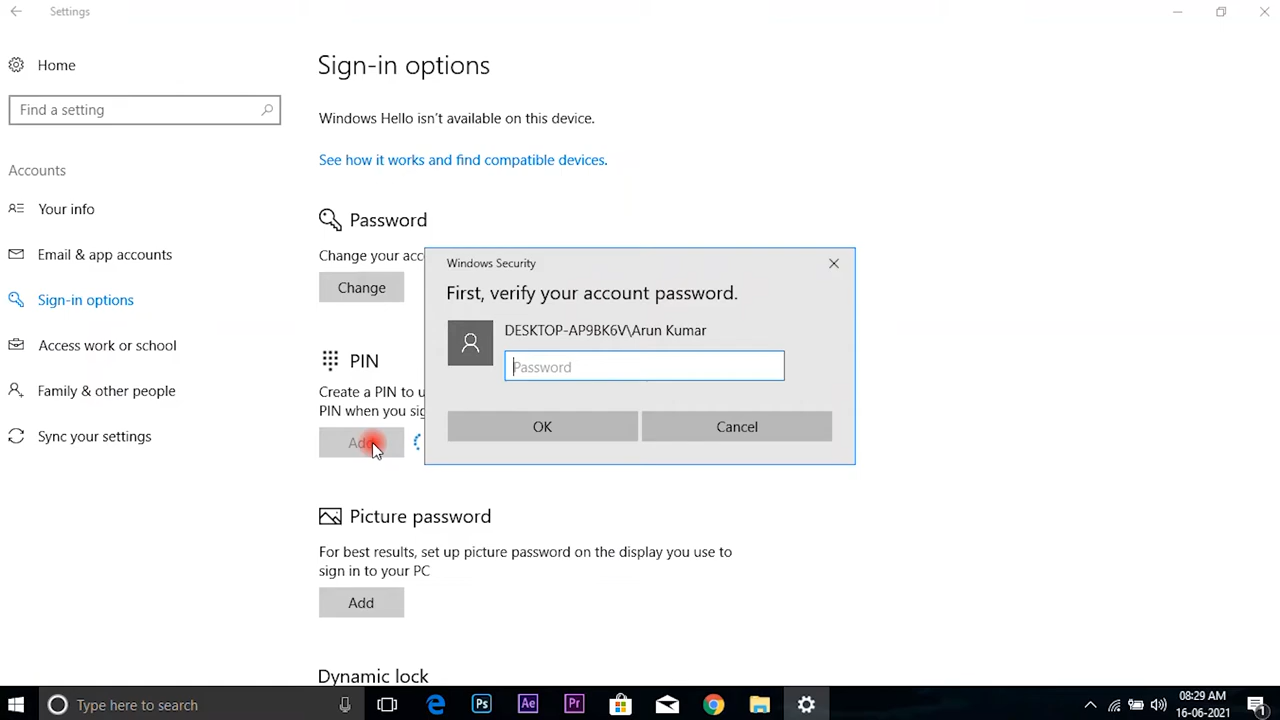 Settings
Home
Find a setting
Accounts
Your info
Email & app accounts
Sign-in options
Access work or school
Family & other people
Sync your settings
Sign-in options
Windows Hello isn't available on this device.
See how it works and find compatible devices.
Password
Change your acc
Change
PIN
Create a PIN to u
PIN when you sig
Add
Windows Security
First, verify your account password.
DESKTOP-AP9BK6V\Arun Kumar
Password
OK
Cancel
Picture password
For best results, set up picture password on the display you use to
sign in to your PC
Add
Dynamic lock
Type here to search
Ps
Ae
Pr
08:29 AM
16-06-2021
1